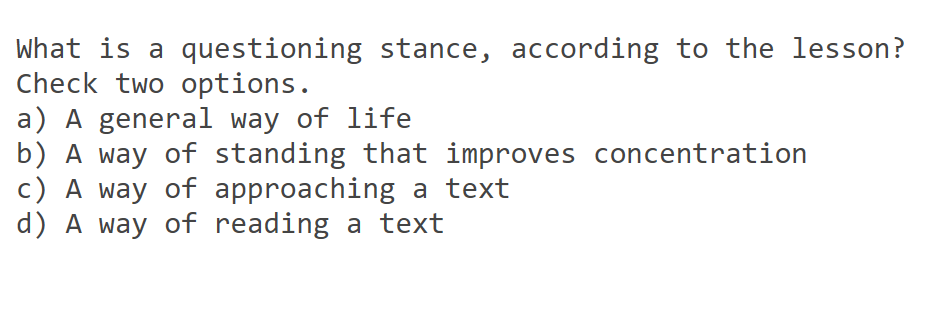 What is a questioning stance, according to the lesson?
Check two options.
a) A general way of life
b) A way of standing that improves concentration
c) A way of approaching a text
d) A way of reading a text